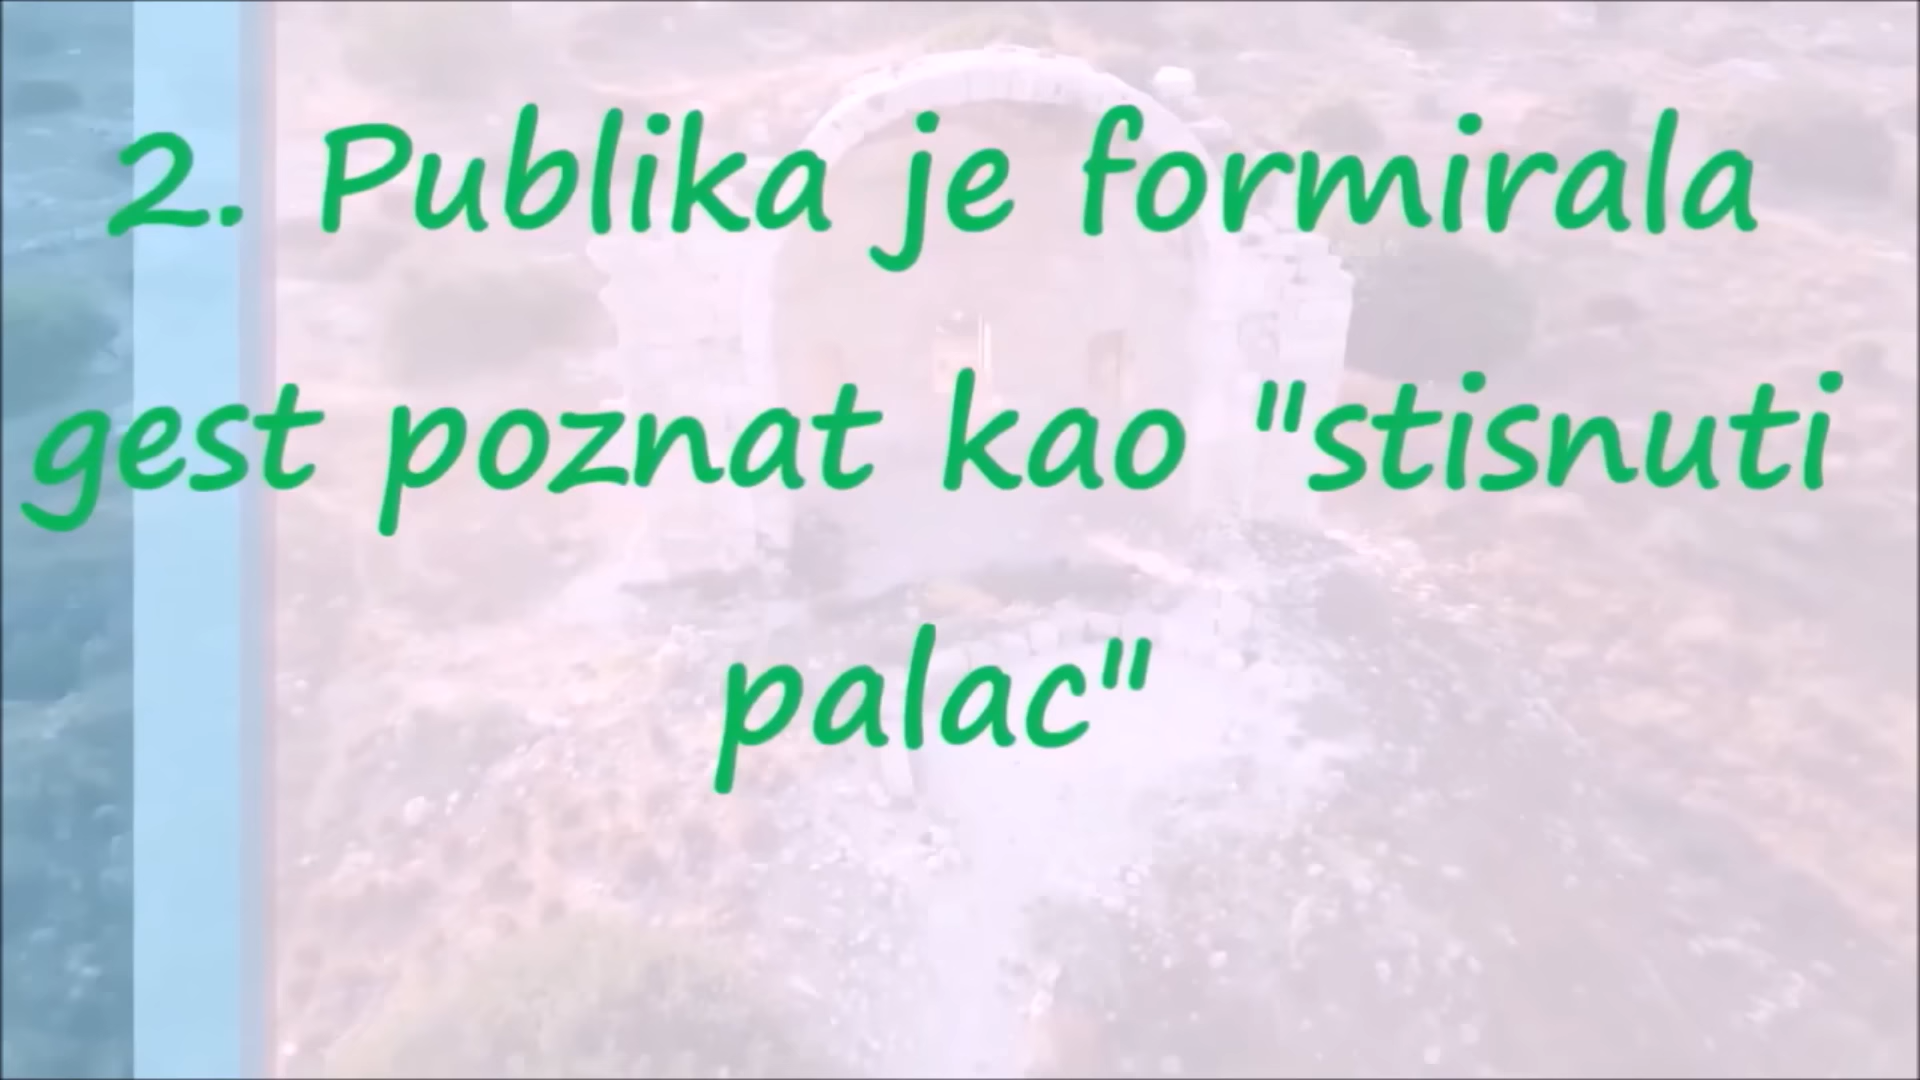 2. Publika je formirala
gest poznat kao "stisnuti
palac"